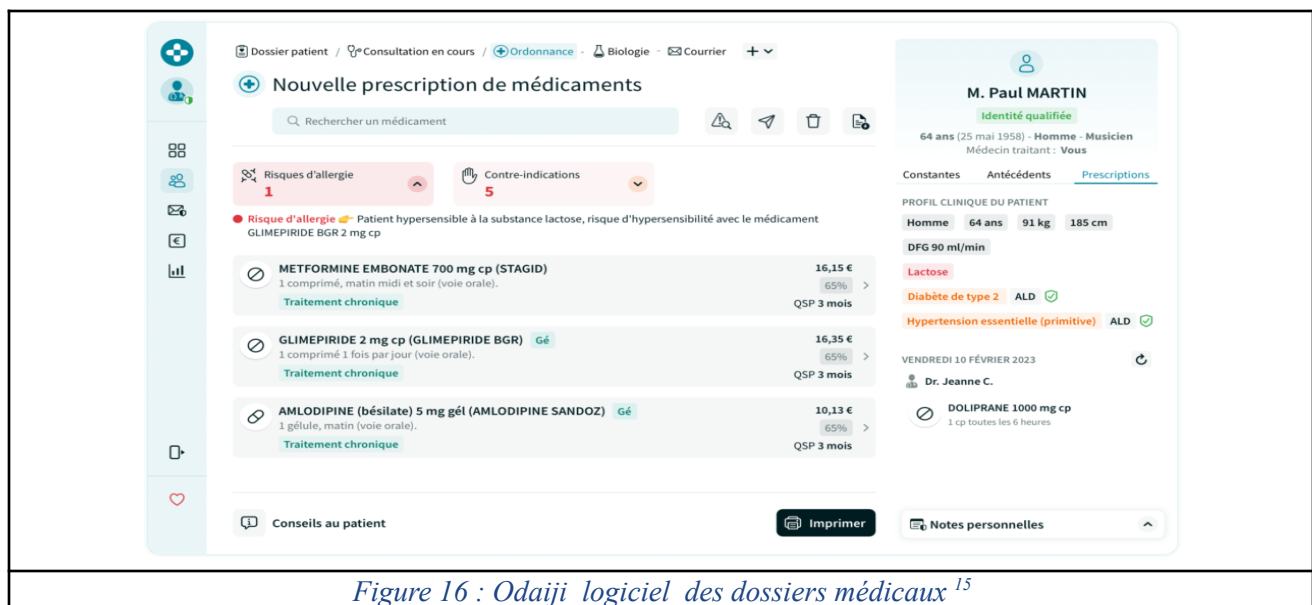 Dossier patient / Consultation en cours / Ordonnance - Biologie - Courrier + 
Nouvelle prescription de médicaments
Rechercher un médicament
Risques d'allergie
1
Contre-indications
5
Risque d'allergie 👉 Patient hypersensible à la substance lactose, risque d'hypersensibilité avec le médicament
GLIMEPIRIDE BGR 2 mg cp
METFORMINE EMBONATE 700 mg cp (STAGID)
1 comprimé, matin midi et soir (voie orale).
Traitement chronique
16,15 €
65%
QSP 3 mois
GLIMEPIRIDE 2 mg cp (GLIMEPIRIDE BGR) Gé
1 comprimé 1 fois par jour (voie orale).
Traitement chronique
16,35 €
65%
QSP 3 mois
AMLODIPINE (bésilate) 5 mg gél (AMLODIPINE SANDOZ) Gé
1 gélule, matin (voie orale).
Traitement chronique
10,13 €
65%
QSP 3 mois
Conseils au patient
Imprimer
M. Paul MARTIN
Identité qualifiée
64 ans (25 mai 1958) - Homme - Musicien
Médecin traitant : Vous
Constantes Antécédents Prescriptions
PROFIL CLINIQUE DU PATIENT
Homme 64 ans 91 kg 185 cm
DFG 90 ml/min
Lactose
Diabète de type 2 ALD
Hypertension essentielle (primitive) ALD
VENDREDI 10 FÉVRIER 2023
Dr. Jeanne C.
DOLIPRANE 1000 mg cp
1 cp toutes les 6 heures
Notes personnelles
Figure 16 : Odaiji logiciel des dossiers médicaux 15